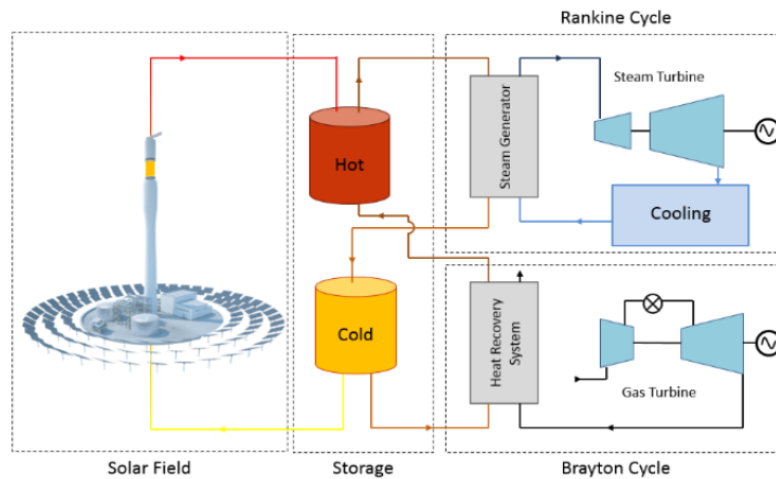 Rankine Cycle
Steam Turbine
Steam Generator
Hot
Cooling
Cold
Heat Recovery
System
Gas Turbine
Solar Field
Storage
Brayton Cycle